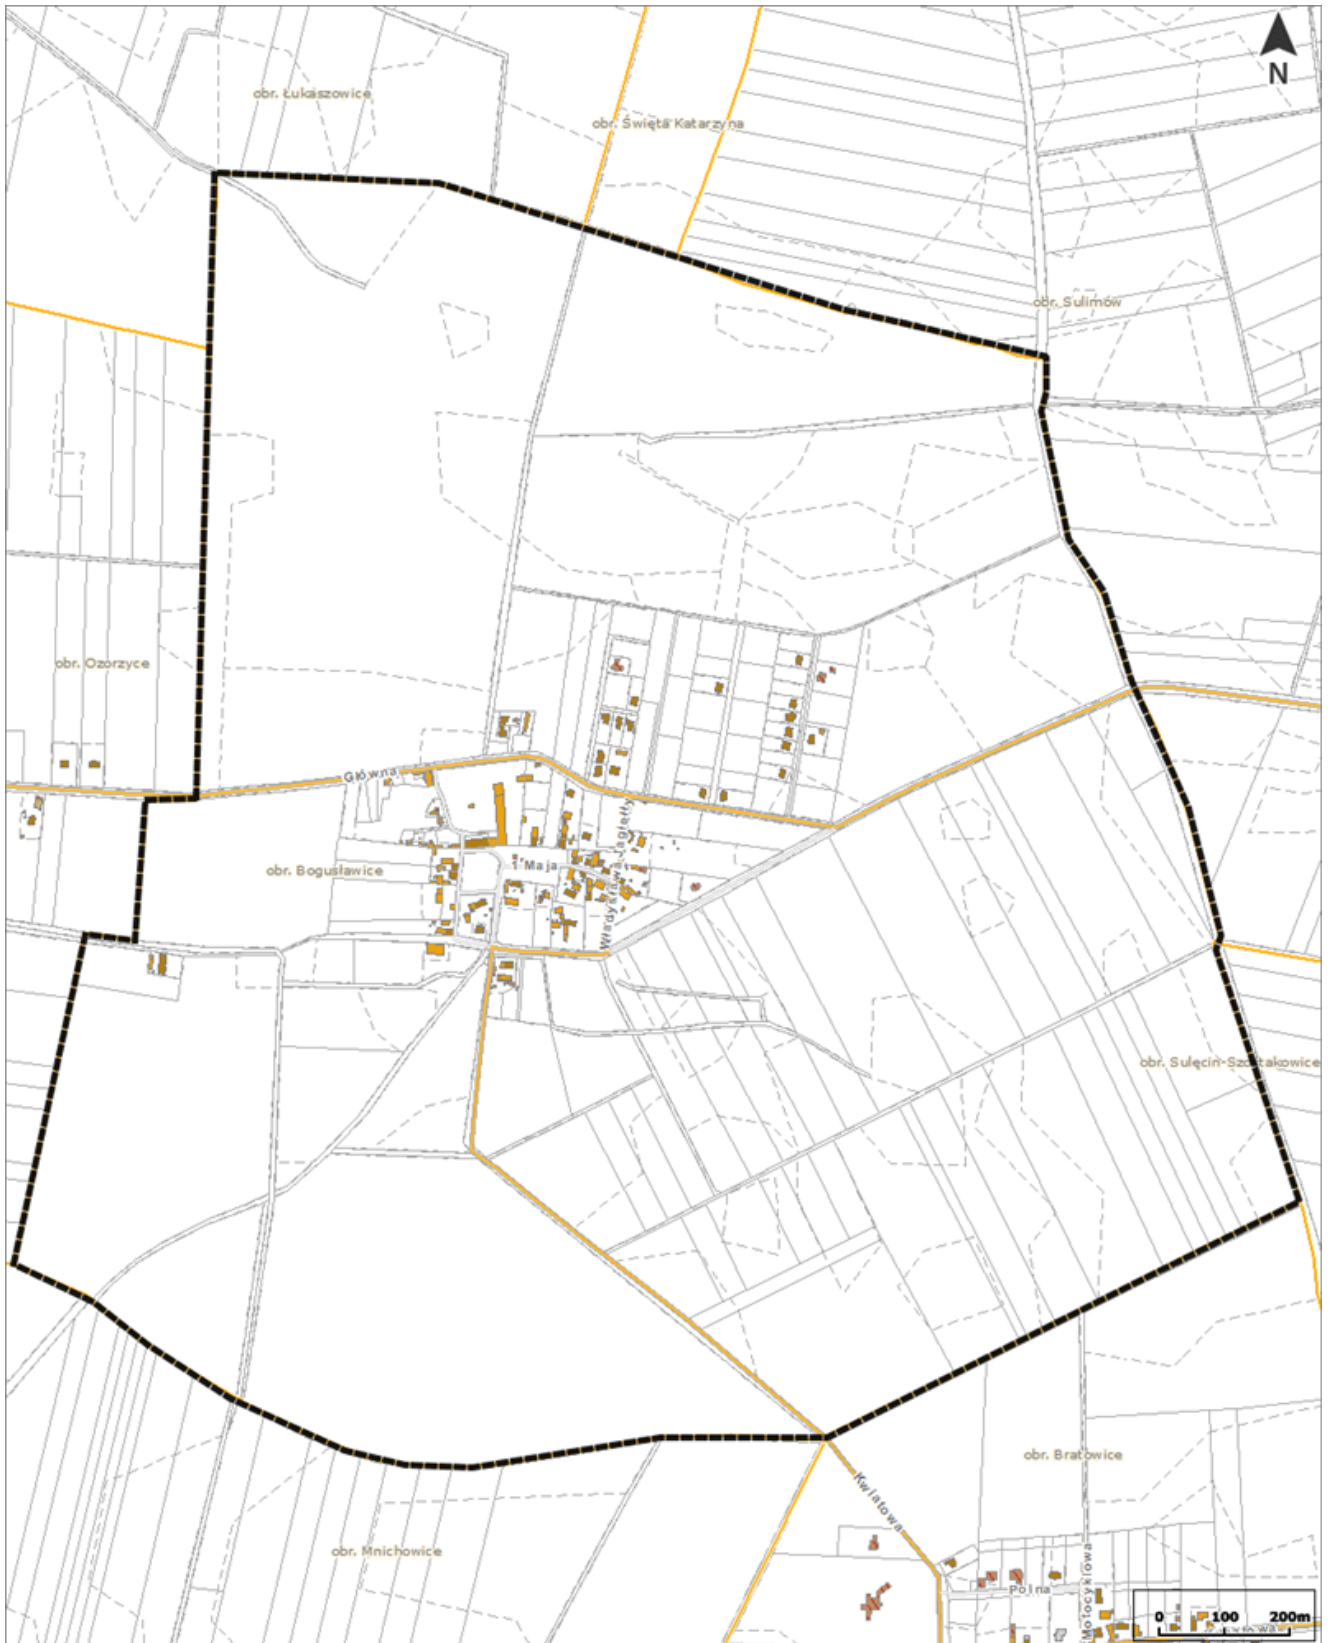 obr. Łukaszowice
N
obr. Święta Katarzyna
obr. Sulimów
obr. Ozorzyce
Główna
Władysława Jagiełły
1 Maja
obr. Bogusławice
obr. Sulęcin-Szostakowice
obr. Bratowice
Kwiatowa
obr. Mnichowice
Polna
Motocyklowa
0 100 200m